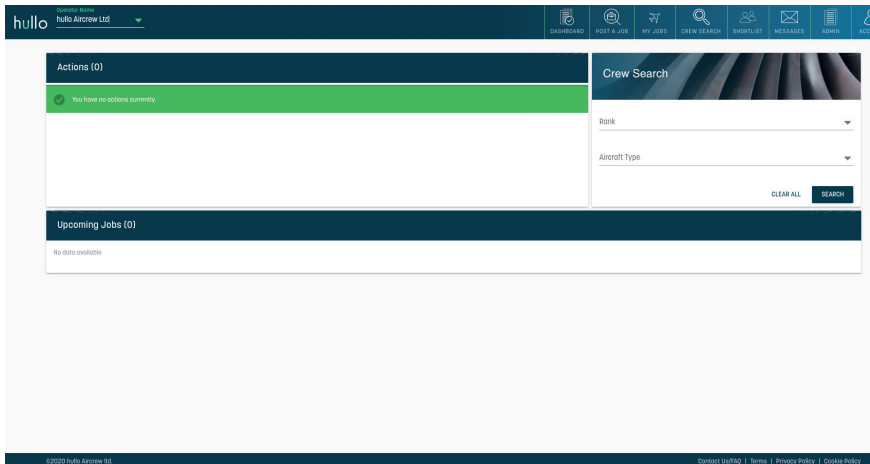 hullo
Operator Name
hullo Aircrew Ltd
DASHBOARD
POST A JOB
MY JOBS
CREW SEARCH
SHORTLIST
MESSAGES
ADMIN
ACC
Actions (0)
You have no actions currently.
Crew Search
Rank
Aircraft Type
CLEAR ALL
SEARCH
Upcoming Jobs (0)
No data available
©2020 hullo Aircrew ltd.
Contact Us/FAQ | Terms | Privacy Policy | Cookie Policy